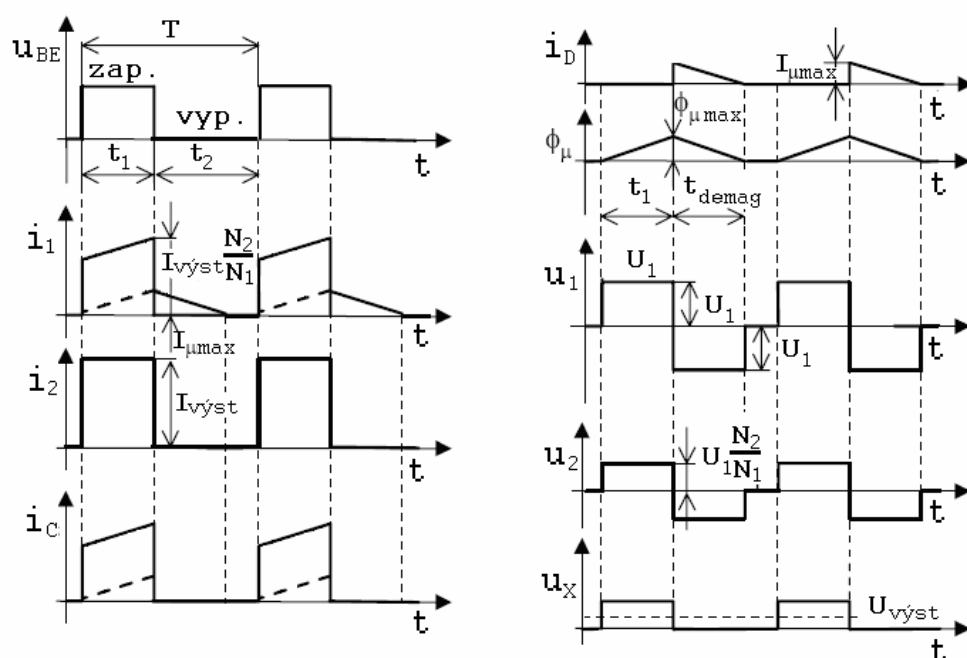 u_BE
T
zap.
vyp.
t_1
t_2
t
i_1
I_výst N_2/N_1
I_μmax
t
i_2
I_výst
t
i_C
t
i_D
I_μmax
t
ϕ_μmax
ϕ_μ
t
t_1
t_demag
u_1
U_1
U_1
U_1
t
u_2
U_1 N_2/N_1
t
u_X
U_výst
t